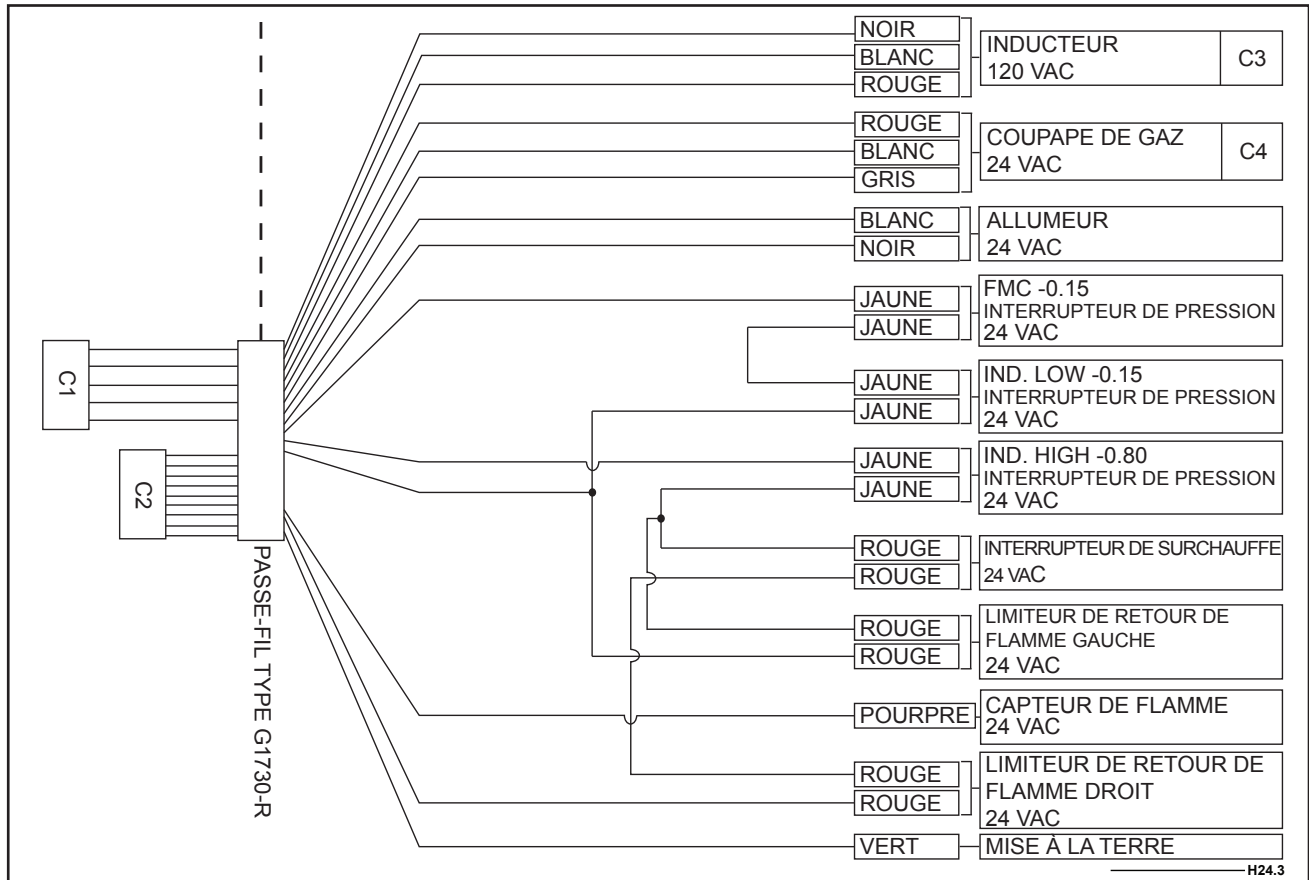 NOIR
BLANC
ROUGE
INDUCTEUR
120 VAC
C3
ROUGE
BLANC
GRIS
COUPAPE DE GAZ
24 VAC
C4
BLANC
NOIR
ALLUMEUR
24 VAC
JAUNE
JAUNE
FMC -0.15
INTERRUPTEUR DE PRESSION
24 VAC
JAUNE
JAUNE
IND. LOW -0.15
INTERRUPTEUR DE PRESSION
24 VAC
JAUNE
JAUNE
IND. HIGH -0.80
INTERRUPTEUR DE PRESSION
24 VAC
ROUGE
ROUGE
INTERRUPTEUR DE SURCHAUFFE
24 VAC
ROUGE
ROUGE
LIMITEUR DE RETOUR DE
FLAMME GAUCHE
24 VAC
POURPRE
CAPTEUR DE FLAMME
24 VAC
ROUGE
ROUGE
LIMITEUR DE RETOUR DE
FLAMME DROIT
24 VAC
VERT
MISE À LA TERRE
C1
C2
PASSE-FIL TYPE G1730-R
H24.3